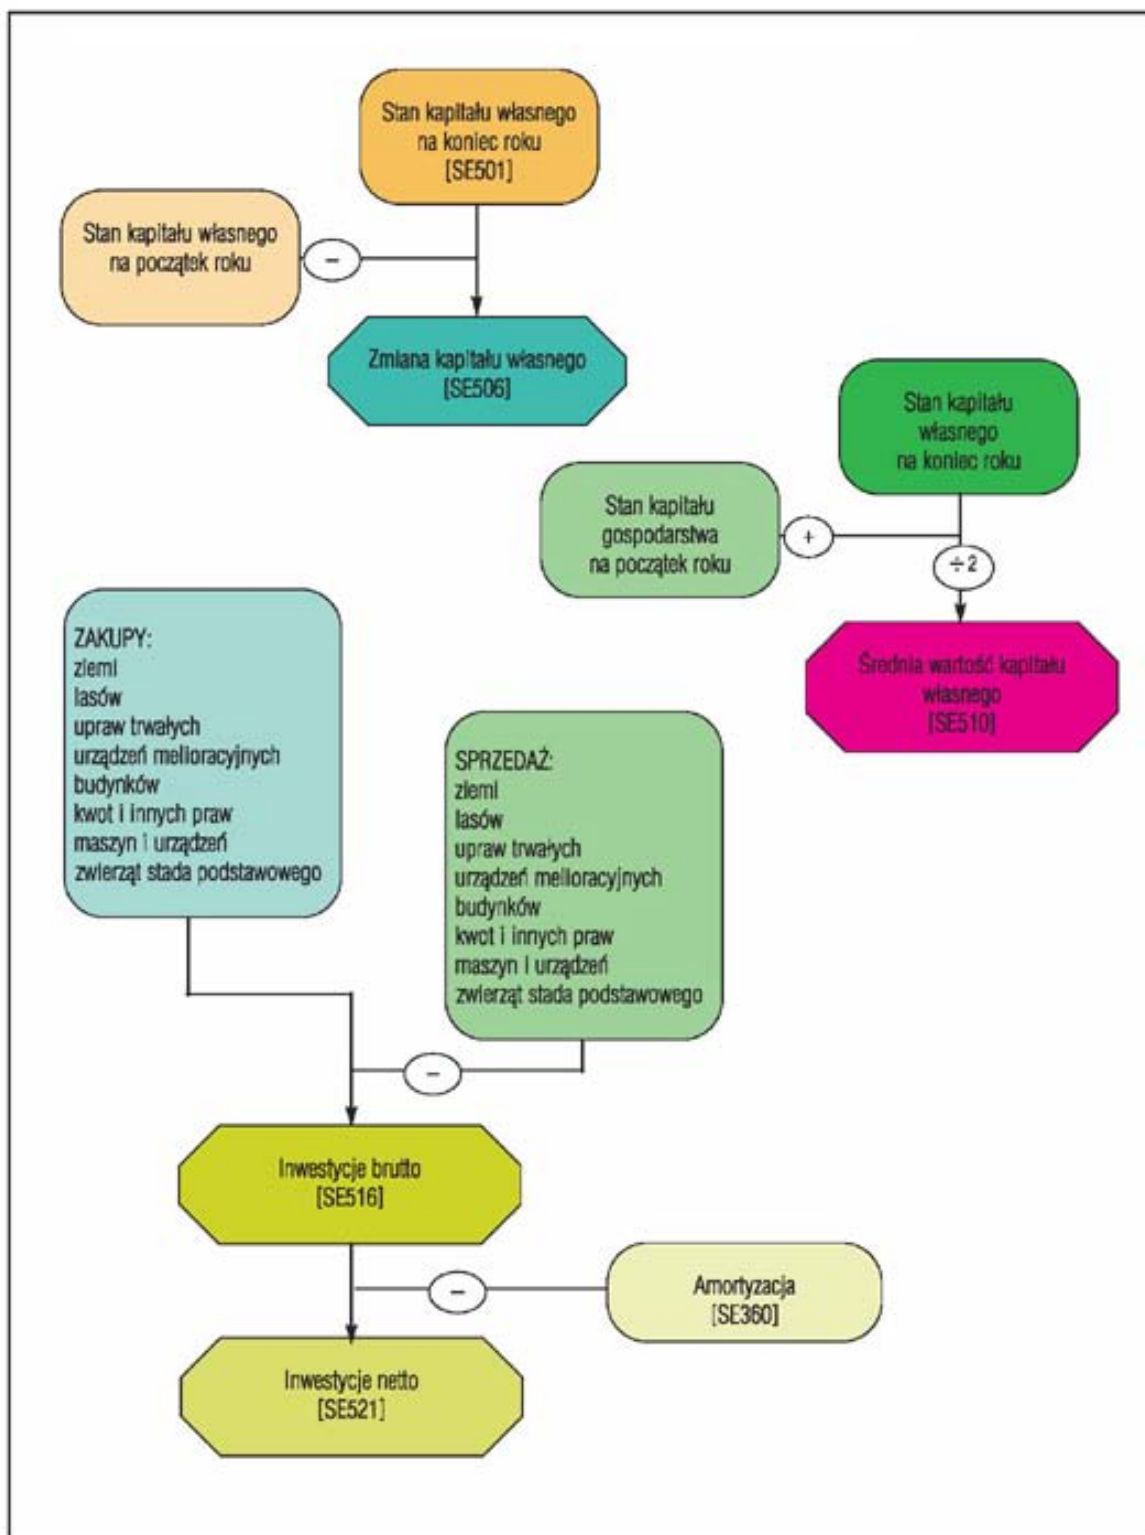 Stan kapitału własnego
na koniec roku
[SE501]
Stan kapitału własnego
na początek roku
–
Zmiana kapitału własnego
[SE506]
Stan kapitału
własnego
na koniec roku
Stan kapitału
gospodarstwa
na początek roku
+
÷2
Średnia wartość kapitału
własnego
[SE510]
ZAKUPY:
ziemi
lasów
upraw trwałych
urządzeń melioracyjnych
budynków
kwot i innych praw
maszyn i urządzeń
zwierząt stada podstawowego
SPRZEDAŻ:
ziemi
lasów
upraw trwałych
urządzeń melioracyjnych
budynków
kwot i innych praw
maszyn i urządzeń
zwierząt stada podstawowego
–
Inwestycje brutto
[SE516]
–
Amortyzacja
[SE360]
Inwestycje netto
[SE521]